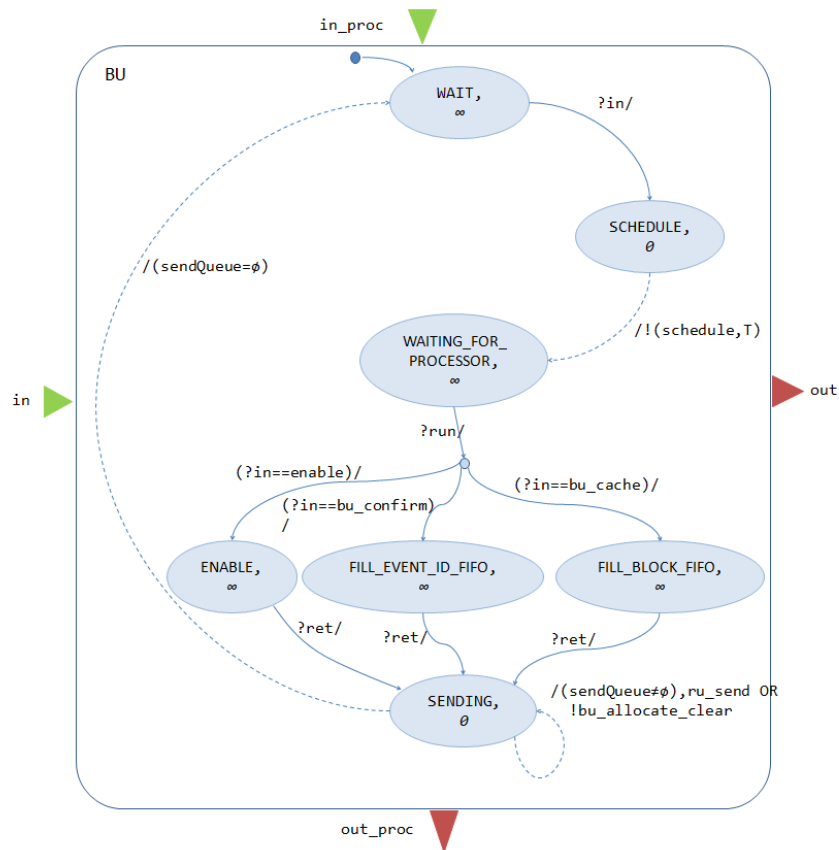 in_proc
BU
WAIT,
∞
?in/
SCHEDULE,
0
/(sendQueue=ø)
/!(schedule,T)
WAITING_FOR_
PROCESSOR,
∞
in
out
?run/
(?in==enable)/
(?in==bu_cache)/
(?in==bu_confirm)
/
ENABLE,
∞
FILL_EVENT_ID_FIFO,
∞
FILL_BLOCK_FIFO,
∞
?ret/
?ret/
?ret/
SENDING,
0
/(sendQueue≠ø),ru_send OR
!bu_allocate_clear
out_proc